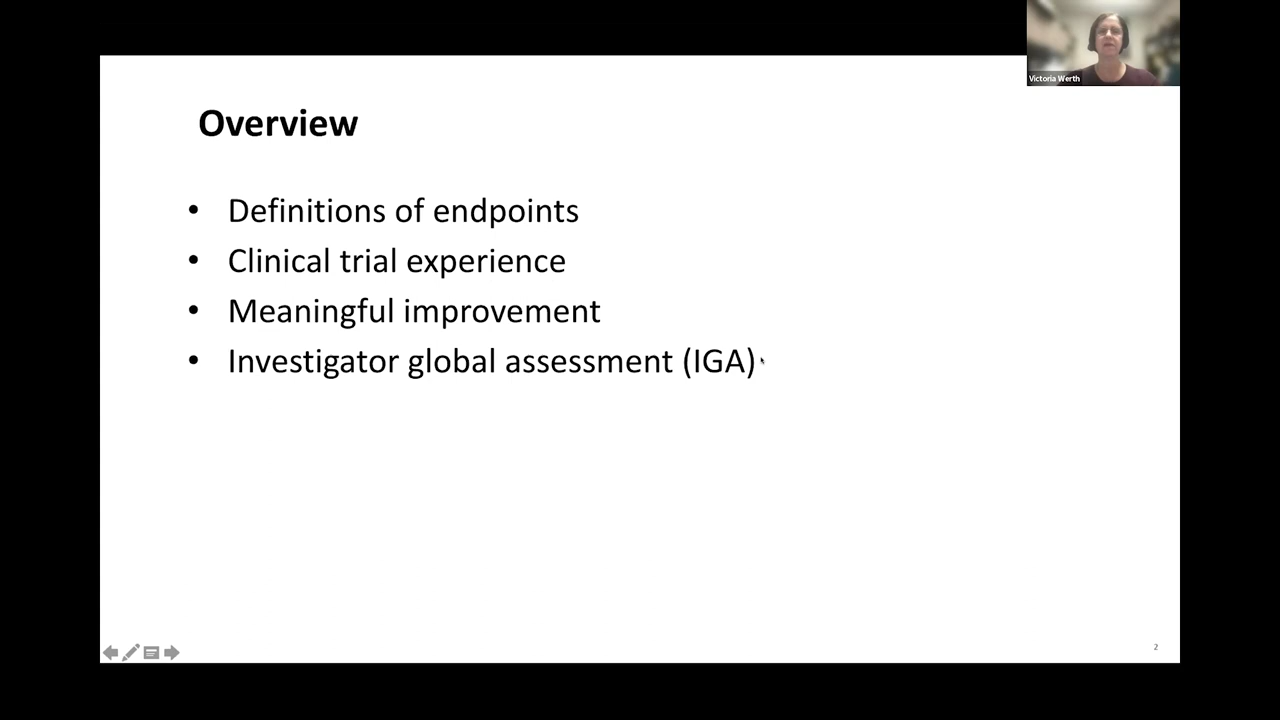 Victoria Werth
Overview
• Definitions of endpoints
• Clinical trial experience
• Meaningful improvement
• Investigator global assessment (IGA)
2